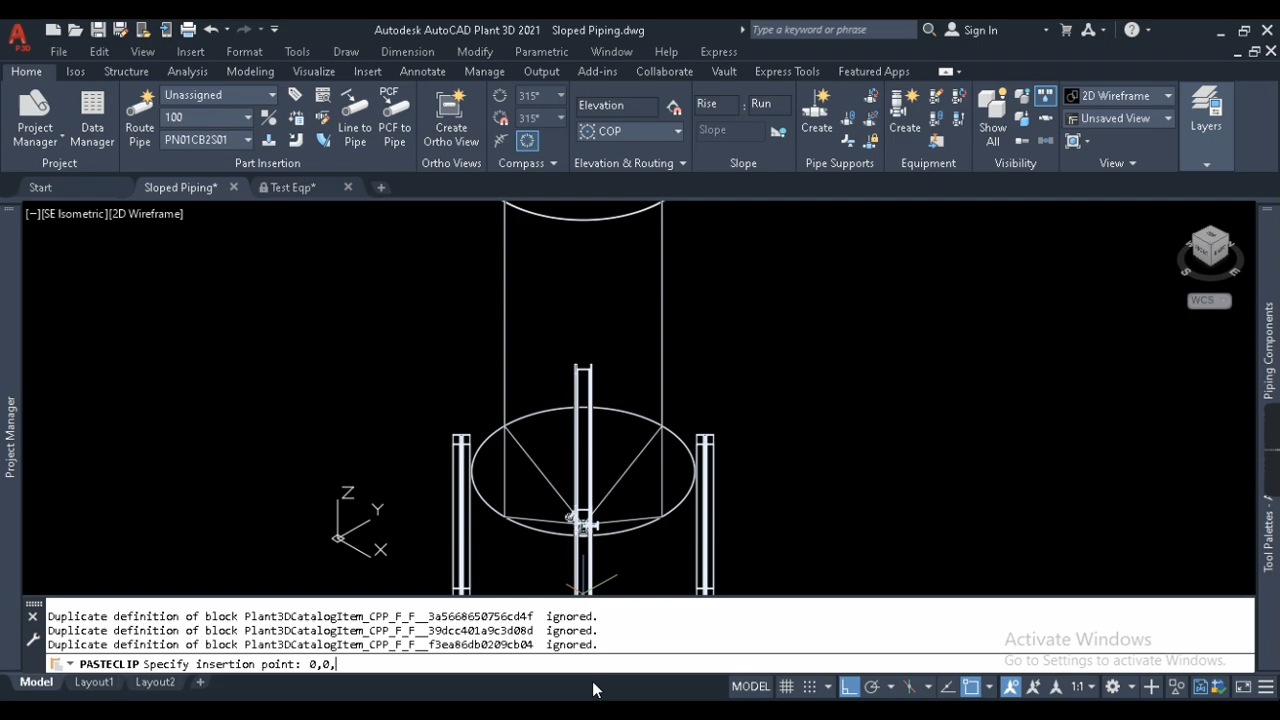 Autodesk AutoCAD Plant 3D 2021 Sloped Piping.dwg
Type a keyword or phrase
Sign In
P3D
File Edit View Insert Format Tools Draw Dimension Modify Parametric Window Help Express
Home Isos Structure Analysis Modeling Visualize Insert Annotate Manage Output Add-ins Collaborate Vault Express Tools Featured Apps
Project Manager
Data Manager
Project
Route Pipe
Unassigned
100
PN01CB2S01
Line to Pipe
PCF
PCF to Pipe
Part Insertion
Create Ortho Views
Ortho Views
315°
315°
Compass
Elevation
COP
Elevation & Routing
Rise : Run
Slope
Slope
Create
Pipe Supports
Create
Equipment
Show All
Visibility
2D Wireframe
Unsaved View
View
Layers
Start Sloped Piping* Test Eqp*
[−][SE Isometric][2D Wireframe]
WCS
Z
Y
X
Project Manager
Piping Components
Duplicate definition of block Plant3DCatalogItem_CPP_F_F__3a5668650756cd4f ignored.
Duplicate definition of block Plant3DCatalogItem_CPP_F_F__39dcc401a9c3d08d ignored.
Duplicate definition of block Plant3DCatalogItem_CPP_F_F__f3ea86db0209cb04 ignored.
PASTECLIP Specify insertion point: 0,0,
Activate Windows
Go to Settings to activate Windows.
Model Layout1 Layout2
MODEL 1:1